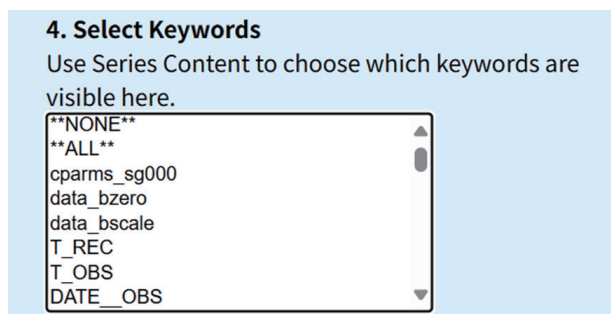 4. Select Keywords
Use Series Content to choose which keywords are
visible here.
**NONE**
**ALL**
cparms_sg000
data_bzero
data_bscale
T_REC
T_OBS
DATE__OBS